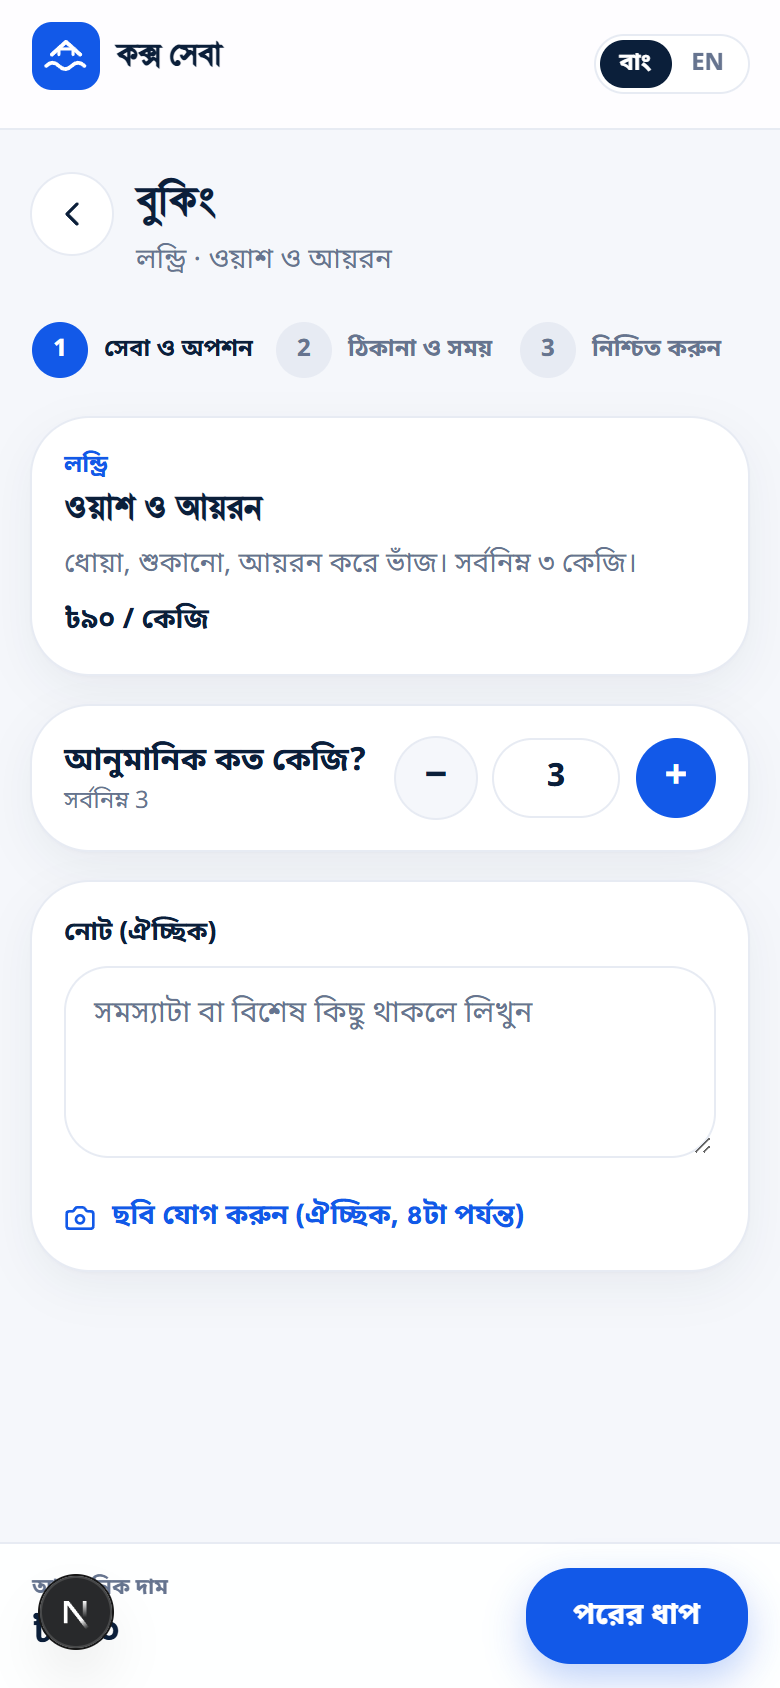 কক্স সেবা
বাং EN
বুকিং
লন্ড্রি · ওয়াশ ও আয়রন
1 সেবা ও অপশন 2 ঠিকানা ও সময় 3 নিশ্চিত করুন
লন্ড্রি
ওয়াশ ও আয়রন
ধোয়া, শুকানো, আয়রন করে ভাঁজ। সর্বনিম্ন ৩ কেজি।
৳৯০ / কেজি
আনুমানিক কত কেজি?
সর্বনিম্ন 3
− 3 +
নোট (ঐচ্ছিক)
সমস্যাটা বা বিশেষ কিছু থাকলে লিখুন
ছবি যোগ করুন (ঐচ্ছিক, ৪টা পর্যন্ত)
দাম
N
পরের ধাপ